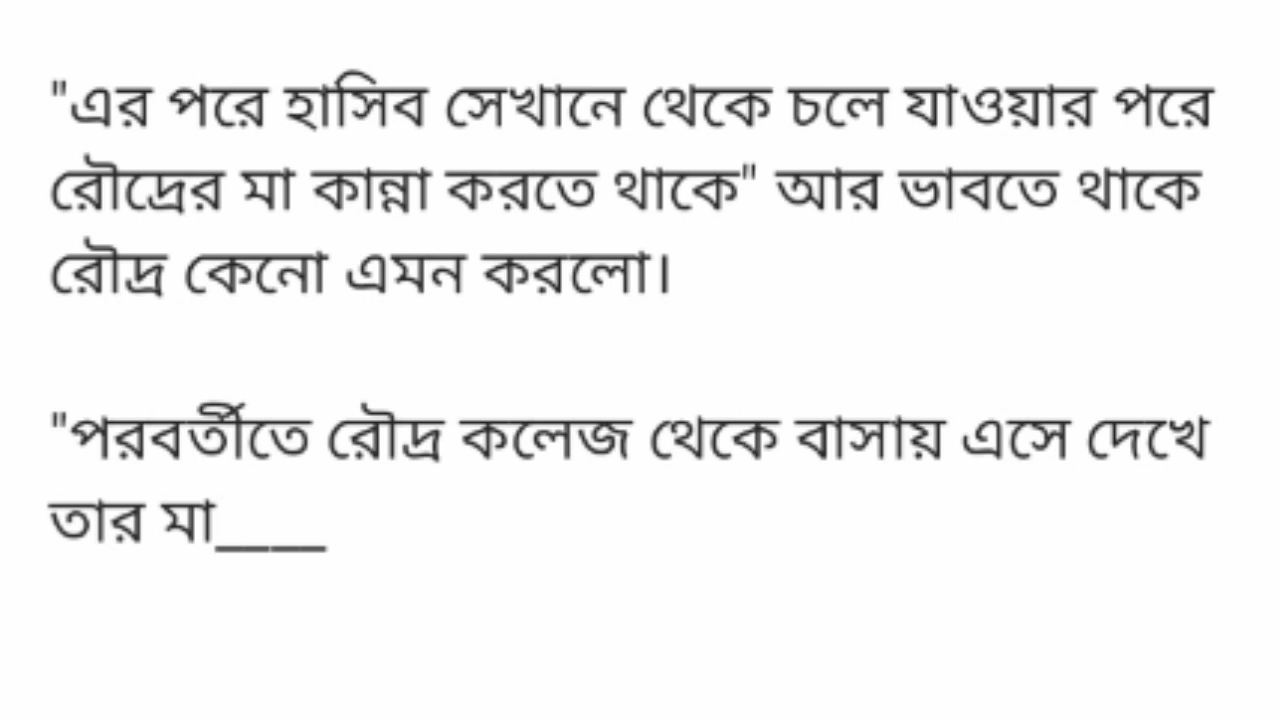 "এর পরে হাসিব সেখানে থেকে চলে যাওয়ার পরে
রৌদ্রের মা কান্না করতে থাকে" আর ভাবতে থাকে
রৌদ্র কেনো এমন করলো।
"পরবর্তীতে রৌদ্র কলেজ থেকে বাসায় এসে দেখে
তার মা____